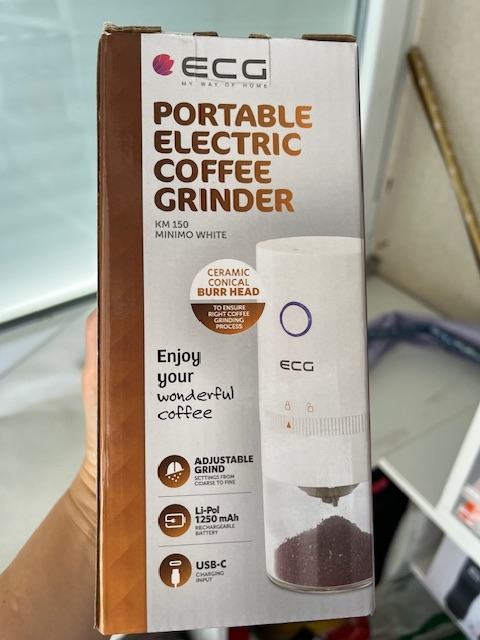 ECG
MY WAY OF HOME
PORTABLE
ELECTRIC
COFFEE
GRINDER
KM 150
MINIMO WHITE
CERAMIC
CONICAL
BURR HEAD
TO ENSURE
RIGHT COFFEE
GRINDING
PROCESS
ECG
Enjoy
your
wonderful
coffee
ADJUSTABLE
GRIND
SETTINGS FROM
COARSE TO FINE
Li-Pol
1250 mAh
RECHARGEABLE
BATTERY
USB-C
CHARGING
INPUT